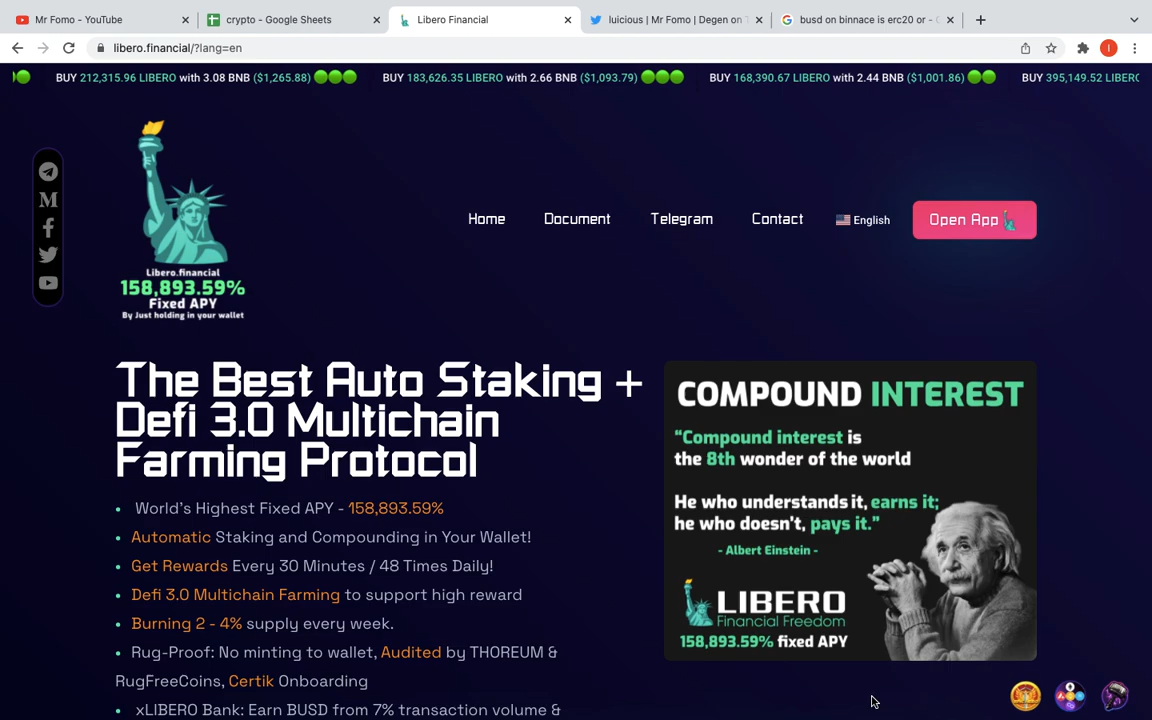 Mr Fomo - YouTube
crypto - Google Sheets
Libero Financial
luicious | Mr Fomo | Degen on
busd on binnace is erc20 or -
libero.financial/?lang=en
I
BUY 212,315.96 LIBERO with 3.08 BNB ($1,265.88)
BUY 183,626.35 LIBERO with 2.66 BNB ($1,093.79)
BUY 168,390.67 LIBERO with 2.44 BNB ($1,001.86)
BUY 395,149.52 LIBERO
Libero.financial
158,893.59%
Fixed APY
By Just holding in your wallet
Home
Document
Telegram
Contact
English
Open App
The Best Auto Staking +
Defi 3.0 Multichain
Farming Protocol
• World's Highest Fixed APY - 158,893.59%
• Automatic Staking and Compounding in Your Wallet!
• Get Rewards Every 30 Minutes / 48 Times Daily!
• Defi 3.0 Multichain Farming to support high reward
• Burning 2 - 4% supply every week.
• Rug-Proof: No minting to wallet, Audited by THOREUM &
RugFreeCoins, Certik Onboarding
• xLIBERO Bank: Earn BUSD from 7% transaction volume &
COMPOUND INTEREST
“Compound interest is
the 8th wonder of the world
He who understands it, earns it;
he who doesn't, pays it.”
- Albert Einstein -
LIBERO
Financial Freedom
158,893.59% fixed APY